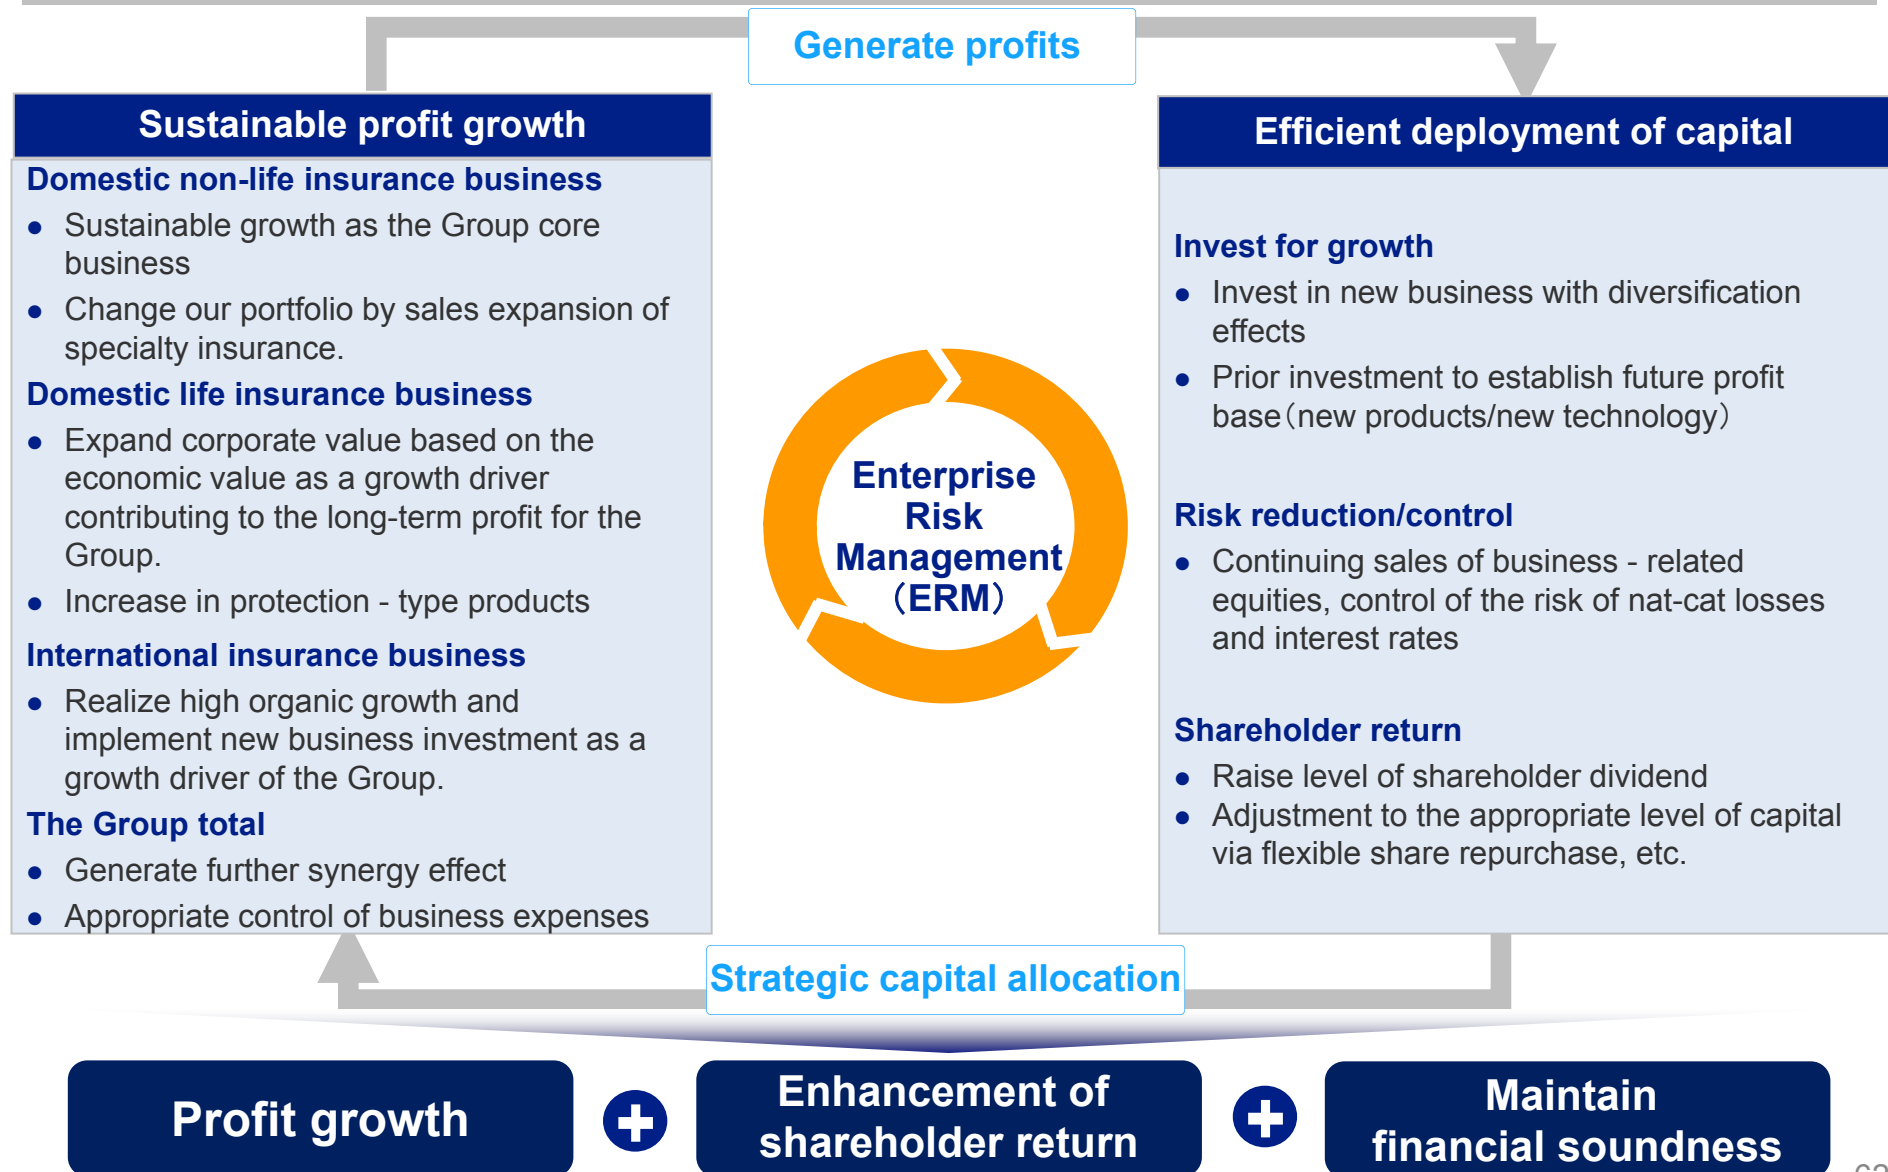 Generate profits
Sustainable profit growth
Domestic non-life insurance business
● Sustainable growth as the Group core
business
● Change our portfolio by sales expansion of
specialty insurance.
Domestic life insurance business
● Expand corporate value based on the
economic value as a growth driver
contributing to the long-term profit for the
Group.
● Increase in protection - type products
International insurance business
● Realize high organic growth and
implement new business investment as a
growth driver of the Group.
The Group total
● Generate further synergy effect
● Appropriate control of business expenses
Enterprise
Risk
Management
（ERM）
Efficient deployment of capital
Invest for growth
● Invest in new business with diversification
effects
● Prior investment to establish future profit
base（new products/new technology）
Risk reduction/control
● Continuing sales of business - related
equities, control of the risk of nat-cat losses
and interest rates
Shareholder return
● Raise level of shareholder dividend
● Adjustment to the appropriate level of capital
via flexible share repurchase, etc.
Strategic capital allocation
Profit growth
Enhancement of
shareholder return
Maintain
financial soundness